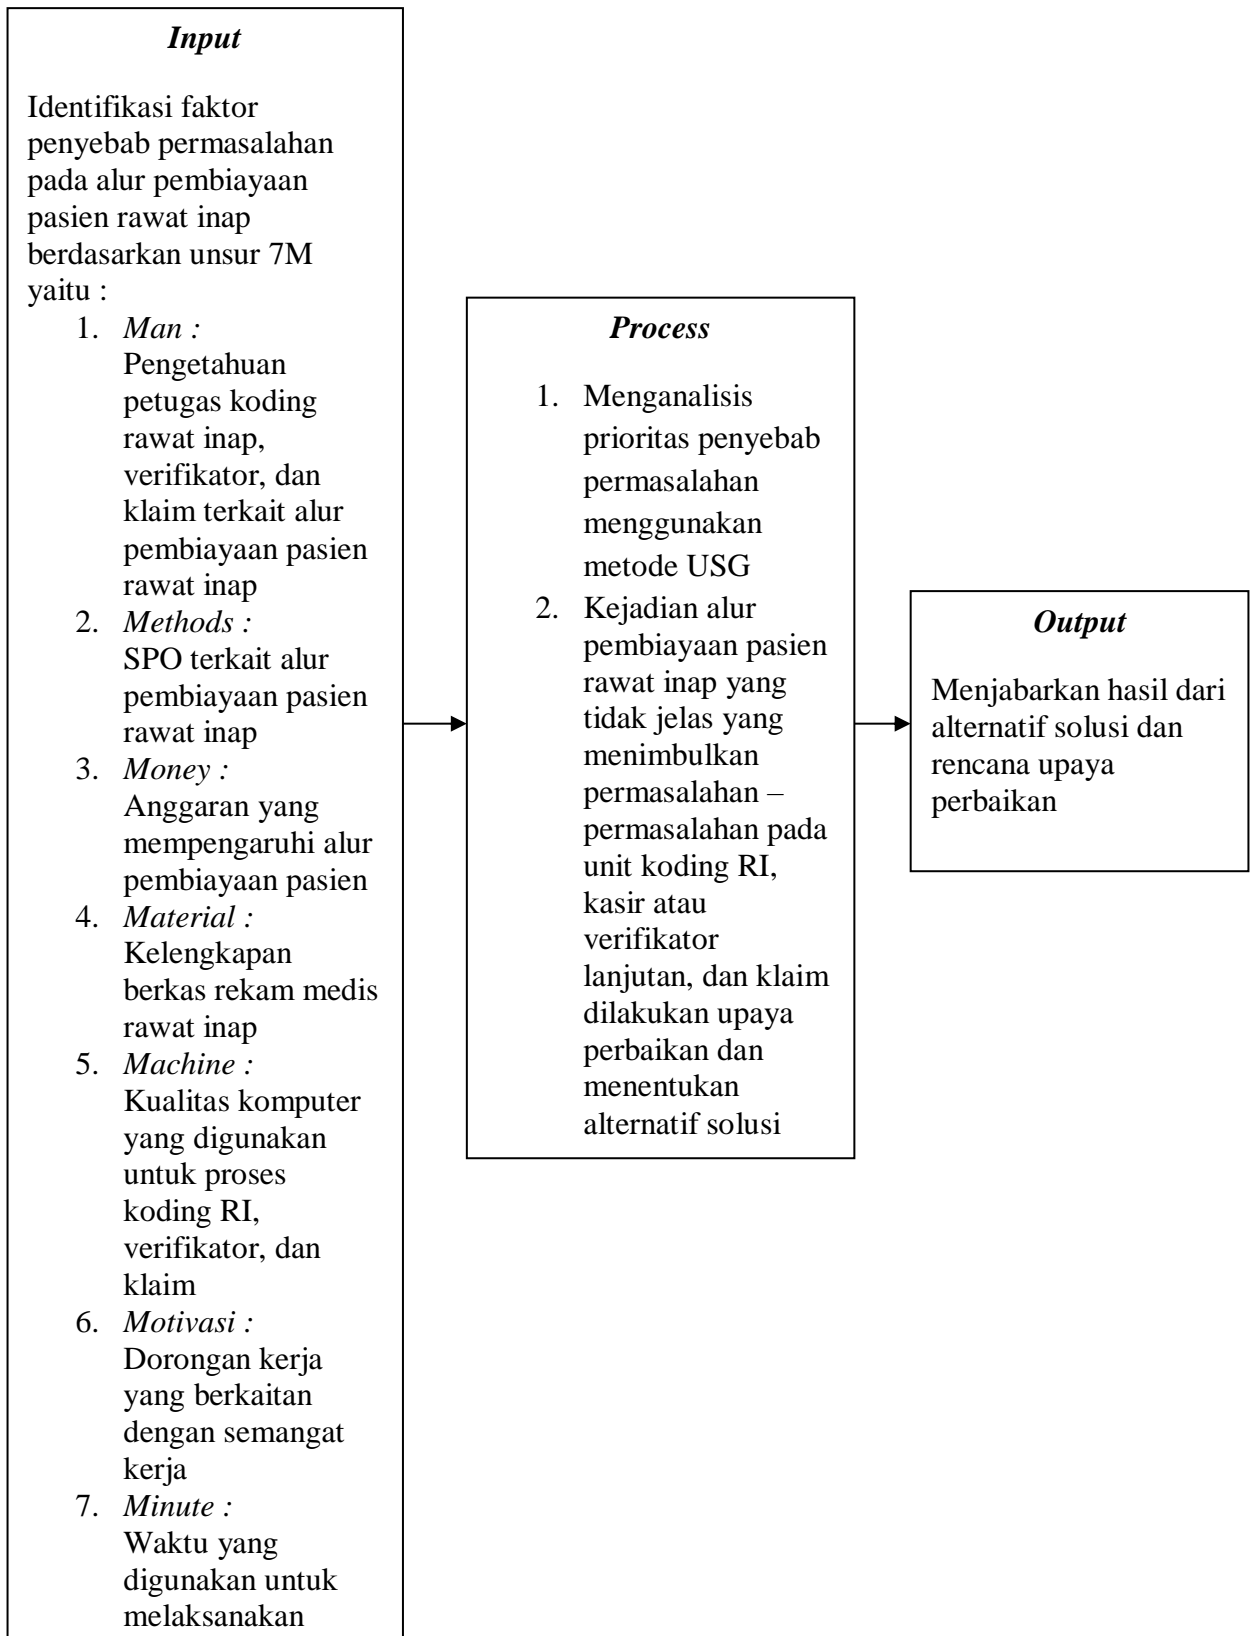 Input
Identifikasi faktor
penyebab permasalahan
pada alur pembiayaan
pasien rawat inap
berdasarkan unsur 7M
yaitu :
1. Man :
Pengetahuan
petugas koding
rawat inap,
verifikator, dan
klaim terkait alur
pembiayaan pasien
rawat inap
2. Methods :
SPO terkait alur
pembiayaan pasien
rawat inap
3. Money :
Anggaran yang
mempengaruhi alur
pembiayaan pasien
4. Material :
Kelengkapan
berkas rekam medis
rawat inap
5. Machine :
Kualitas komputer
yang digunakan
untuk proses
koding RI,
verifikator, dan
klaim
6. Motivasi :
Dorongan kerja
yang berkaitan
dengan semangat
kerja
7. Minute :
Waktu yang
digunakan untuk
melaksanakan
Process
1. Menganalisis
prioritas penyebab
permasalahan
menggunakan
metode USG
2. Kejadian alur
pembiayaan pasien
rawat inap yang
tidak jelas yang
menimbulkan
permasalahan –
permasalahan pada
unit koding RI,
kasir atau
verifikator
lanjutan, dan klaim
dilakukan upaya
perbaikan dan
menentukan
alternatif solusi
Output
Menjabarkan hasil dari
alternatif solusi dan
rencana upaya
perbaikan